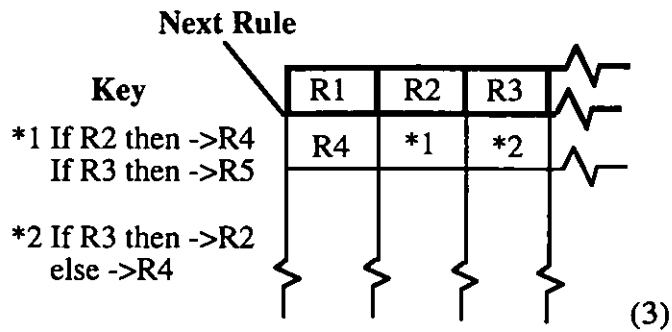 Next Rule
Key
R1 R2 R3
*1 If R2 then ->R4
If R3 then ->R5
R4 *1 *2
*2 If R3 then ->R2
else ->R4
(3)